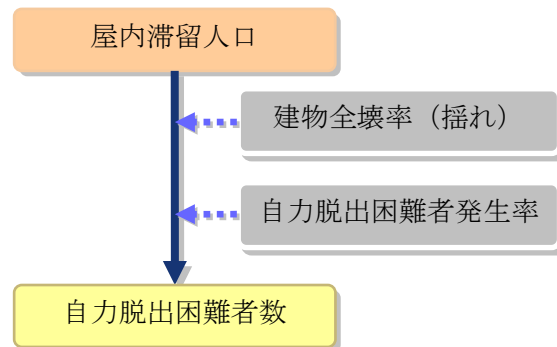 屋内滞留人口
建物全壊率（揺れ）
自力脱出困難者発生率
自力脱出困難者数